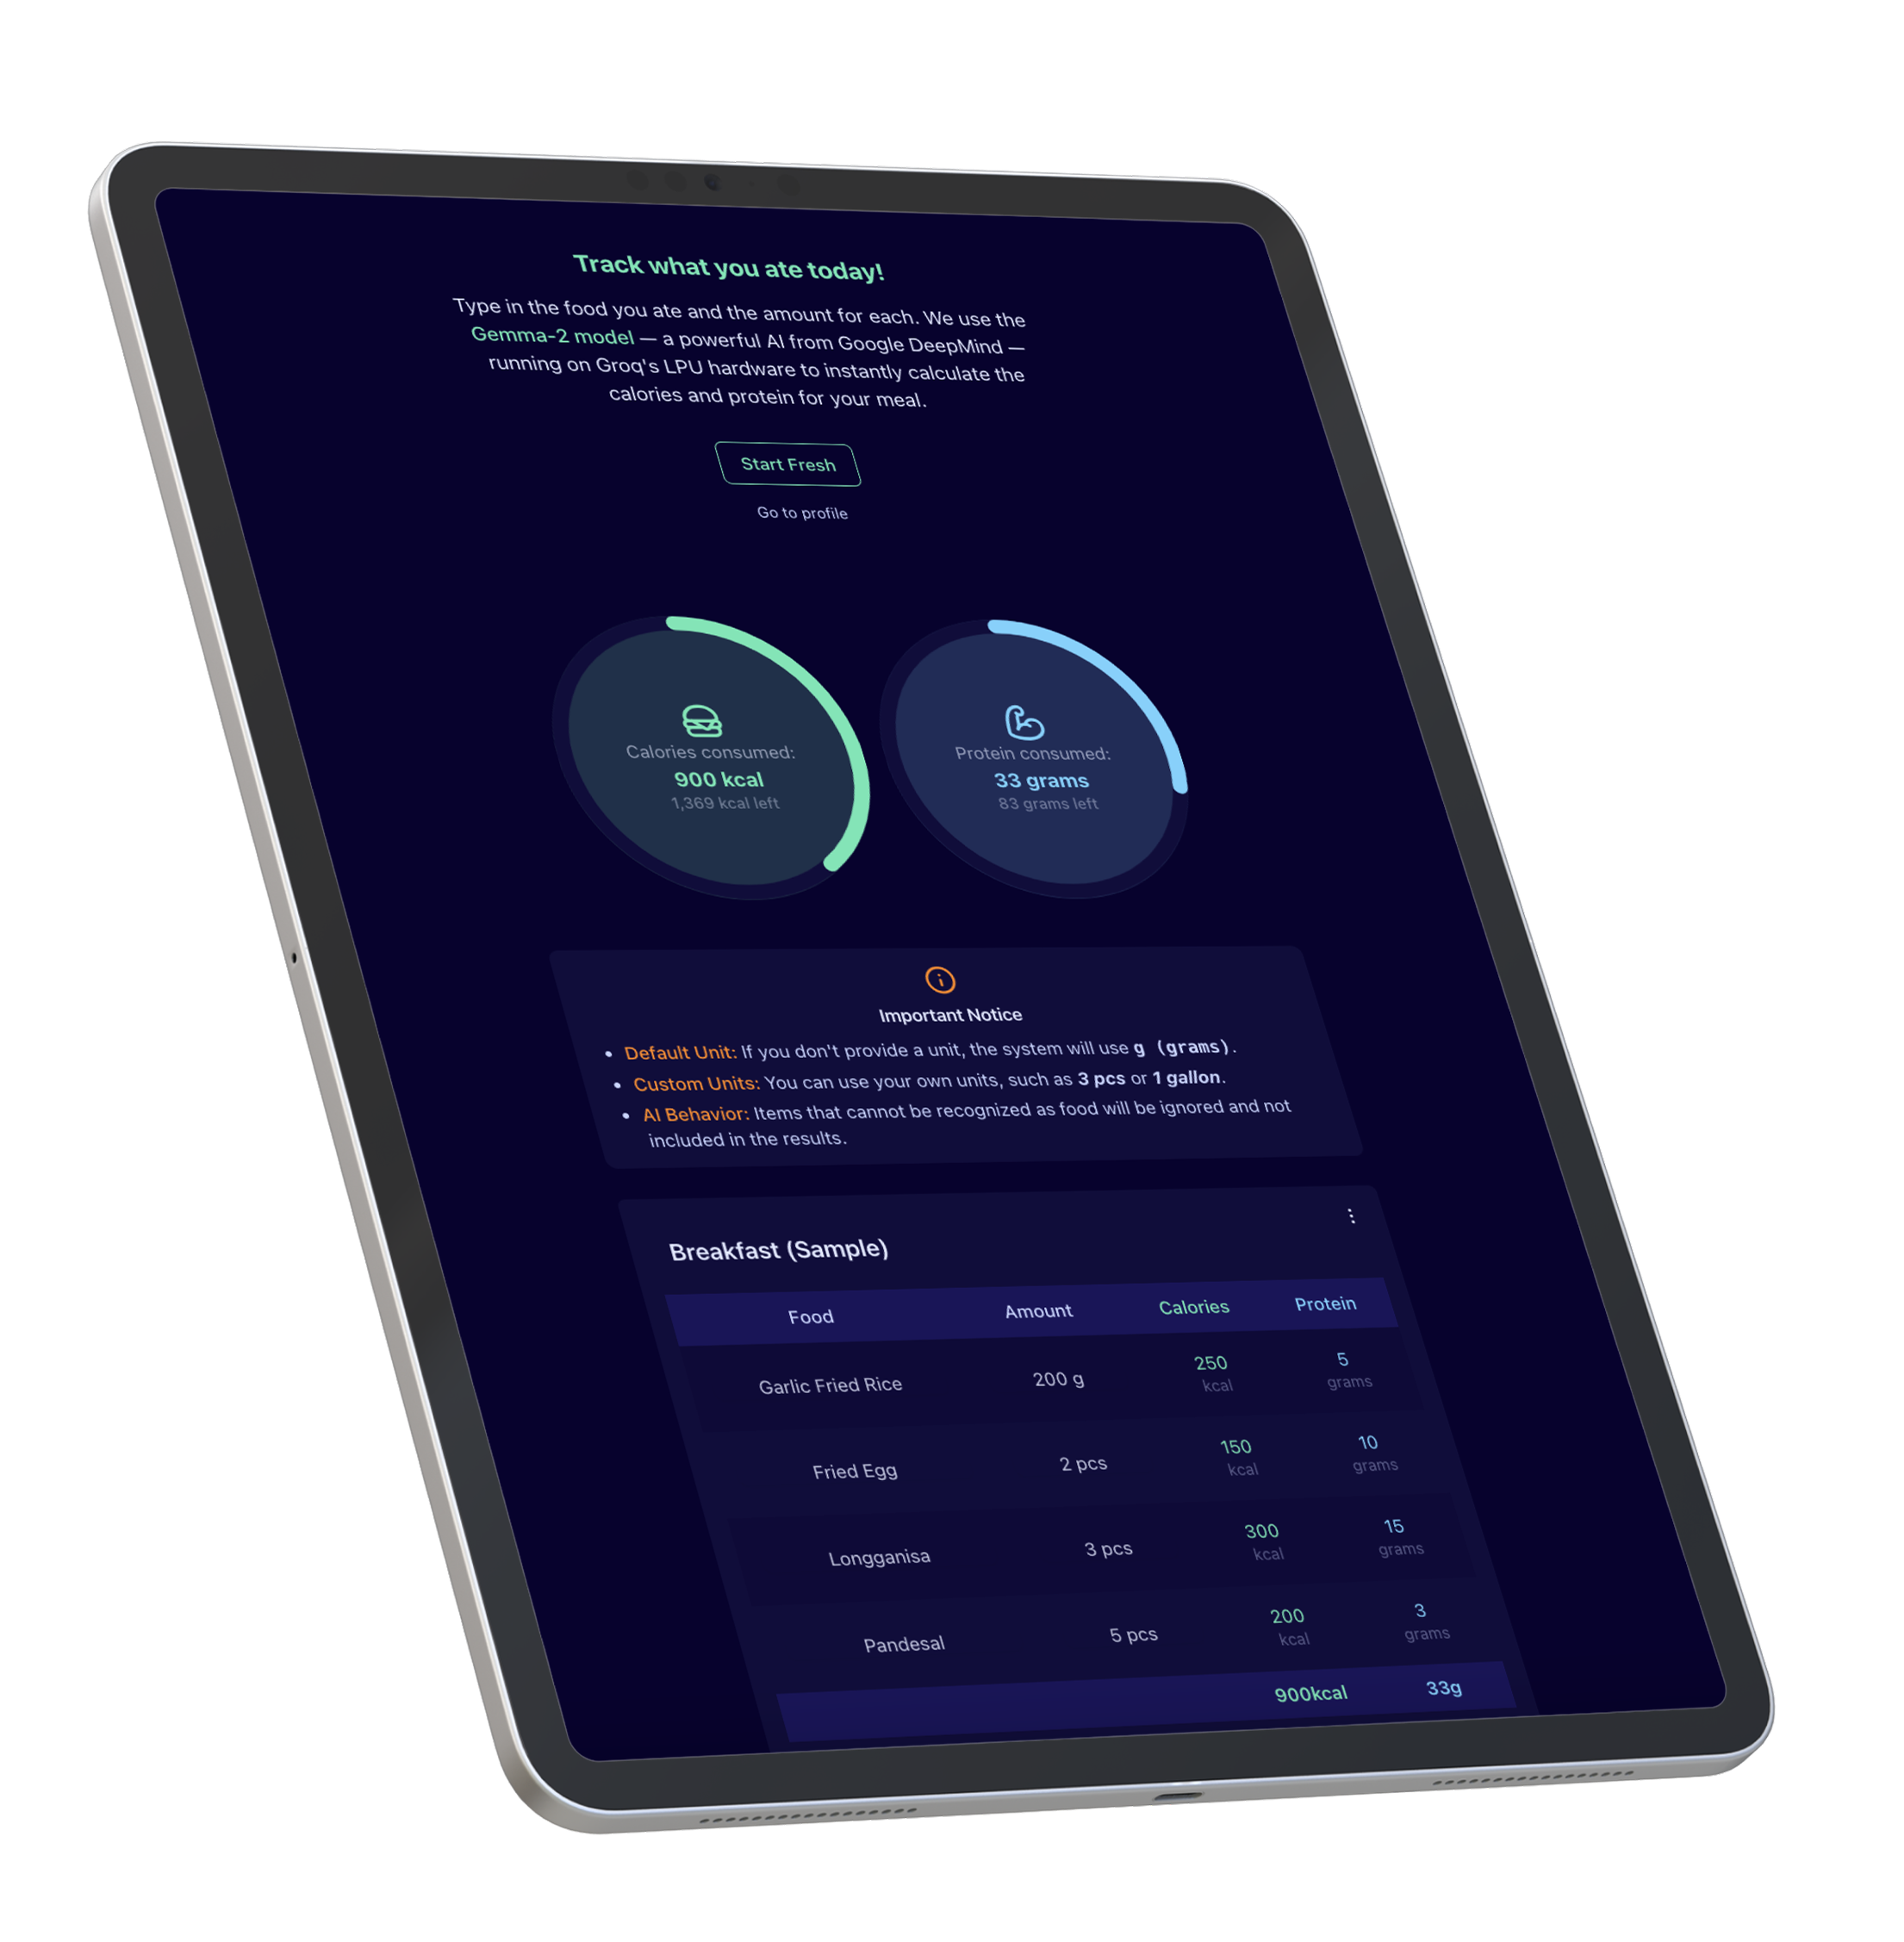 Track what you ate today!
Type in the food you ate and the amount for each. We use the
Gemma-2 model — a powerful AI from Google DeepMind —
running on Groq's LPU hardware to instantly calculate the
calories and protein for your meal.
Start Fresh
Go to profile
Calories consumed:
900 kcal
1,369 kcal left
Protein consumed:
33 grams
83 grams left
Important Notice
• Default Unit: If you don't provide a unit, the system will use g (grams).
• Custom Units: You can use your own units, such as 3 pcs or 1 gallon.
• AI Behavior: Items that cannot be recognized as food will be ignored and not
included in the results.
Breakfast (Sample)
Food Amount Calories Protein
Garlic Fried Rice 200 g 250 kcal 5 grams
Fried Egg 2 pcs 150 kcal 10 grams
Longganisa 3 pcs 300 kcal 15 grams
Pandesal 5 pcs 200 kcal 3 grams
900kcal 33g